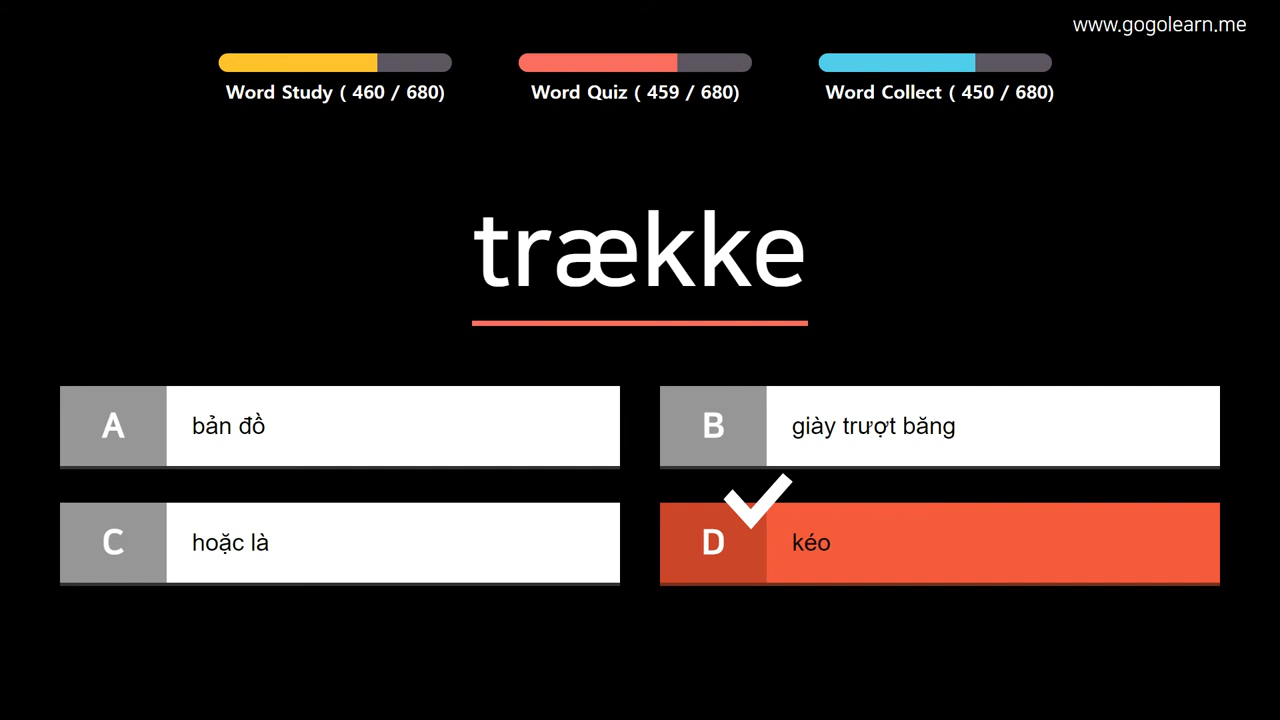 www.gogolearn.me
Word Study ( 460 / 680)
Word Quiz ( 459 / 680)
Word Collect ( 450 / 680)
trække
A
bản đồ
B
giày trượt băng
C
hoặc là
D
kéo